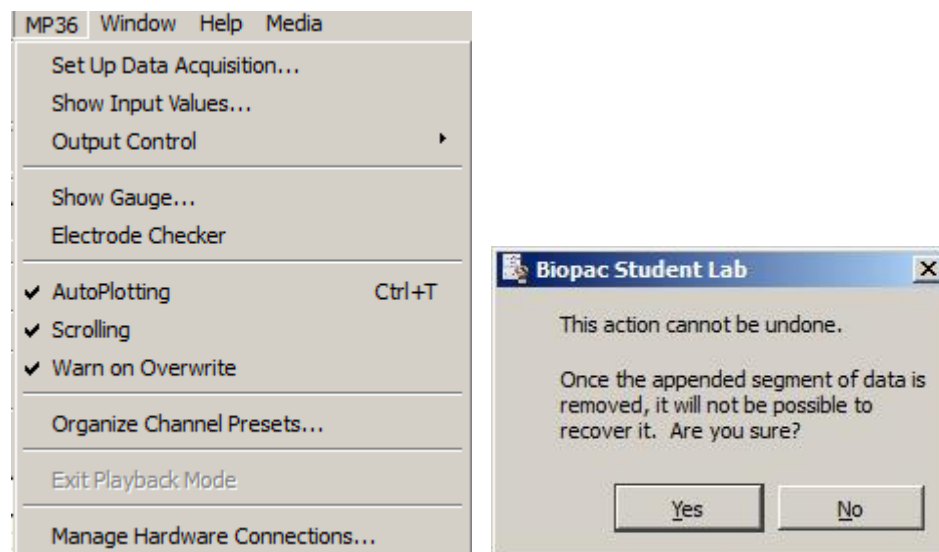 MP36 Window Help Media
Set Up Data Acquisition...
Show Input Values...
Output Control
Show Gauge...
Electrode Checker
AutoPlotting Ctrl+T
Scrolling
Warn on Overwrite
Organize Channel Presets...
Exit Playback Mode
Manage Hardware Connections...
Biopac Student Lab
This action cannot be undone.
Once the appended segment of data is
removed, it will not be possible to
recover it. Are you sure?
Yes No